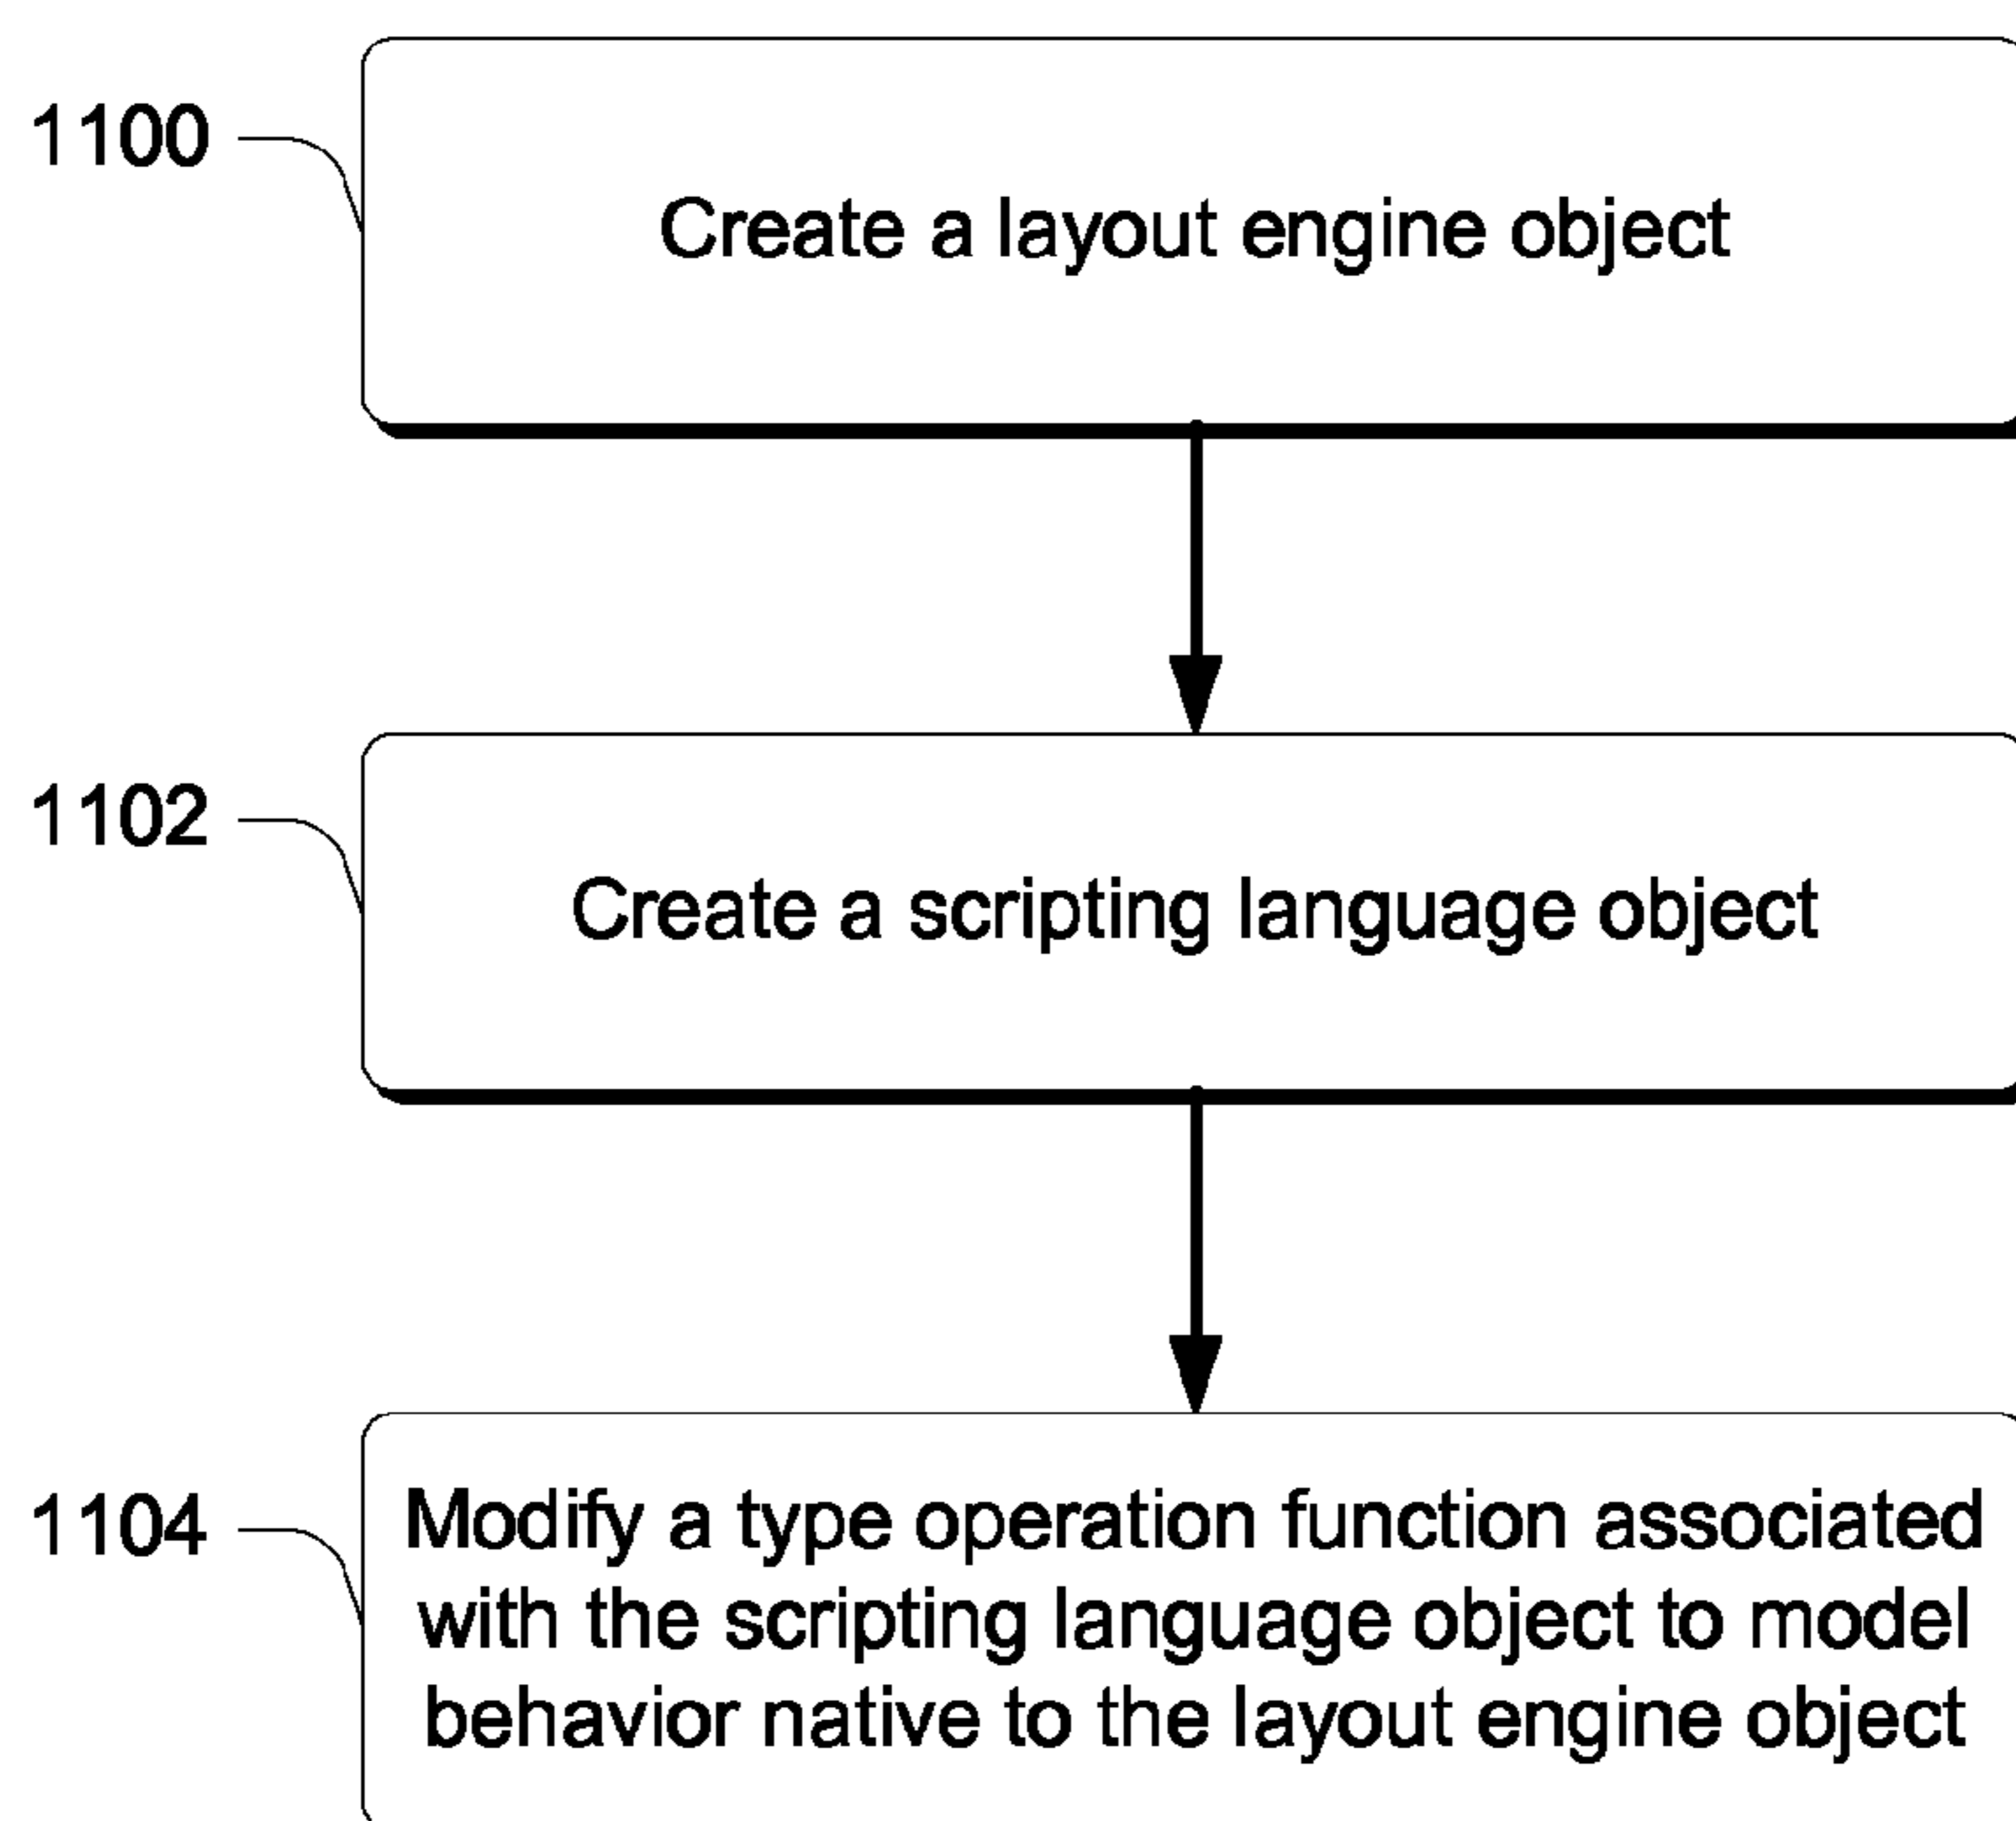 1100
Create a layout engine object
1102
Create a scripting language object
1104
Modify a type operation function associated
with the scripting language object to model
behavior native to the layout engine object